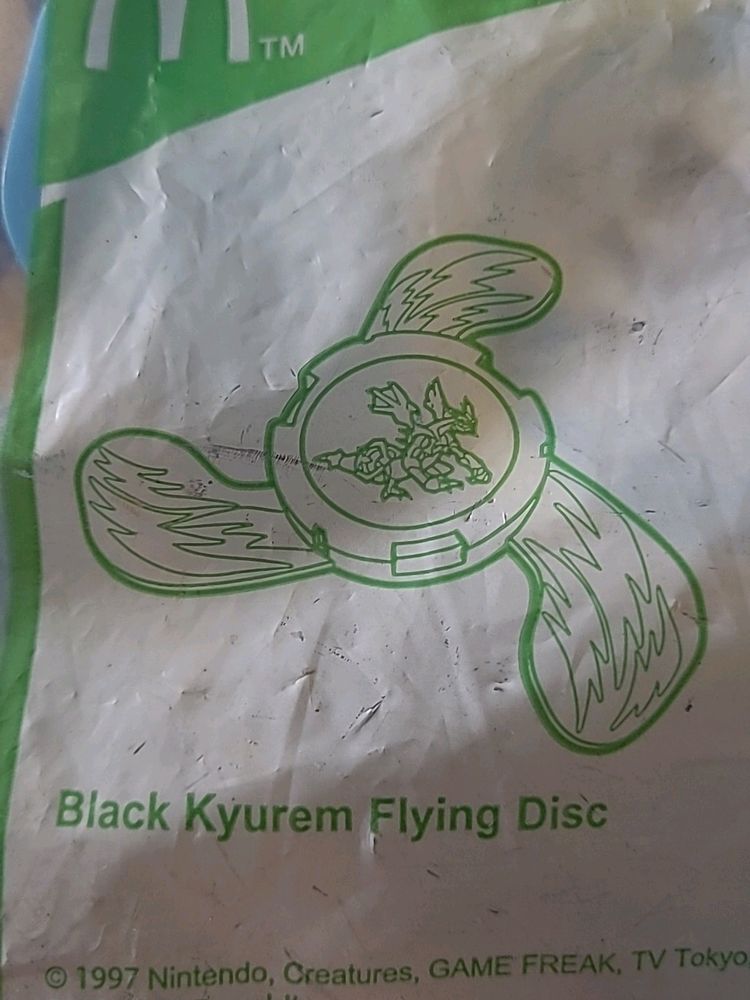 TM
Black Kyurem Flying Disc
© 1997 Nintendo, Creatures, GAME FREAK, TV Tokyo,